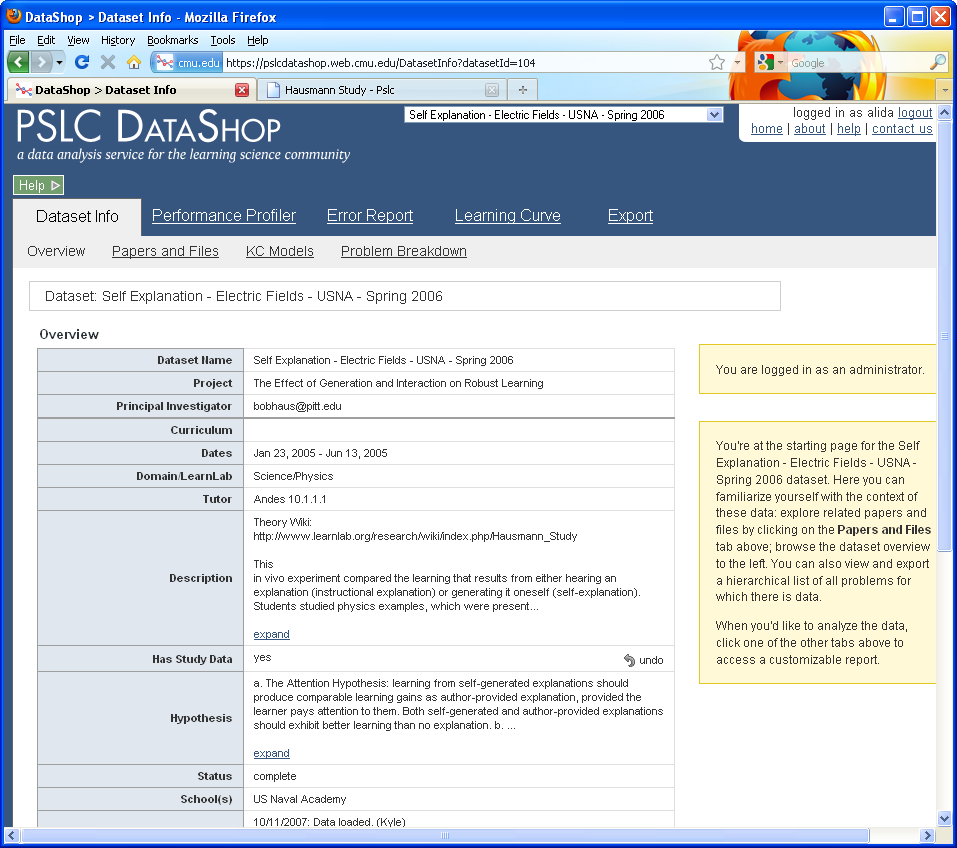 DataShop > Dataset Info - Mozilla Firefox
File Edit View History Bookmarks Tools Help
cmu.edu https://pslcdatashop.web.cmu.edu/DatasetInfo?datasetId=104 Google
DataShop > Dataset Info Hausmann Study - Pslc
PSLC DATASHOP
a data analysis service for the learning science community
Self Explanation - Electric Fields - USNA - Spring 2006
logged in as alida logout
home | about | help | contact us
Help
Dataset Info Performance Profiler Error Report Learning Curve Export
Overview Papers and Files KC Models Problem Breakdown
Dataset: Self Explanation - Electric Fields - USNA - Spring 2006
Overview
Dataset Name Self Explanation - Electric Fields - USNA - Spring 2006
Project The Effect of Generation and Interaction on Robust Learning
Principal Investigator bobhaus@pitt.edu
Curriculum
Dates Jan 23, 2005 - Jun 13, 2005
Domain/LearnLab Science/Physics
Tutor Andes 10.1.1.1
Description
Theory Wiki:
http://www.learnlab.org/research/wiki/index.php/Hausmann_Study
This
in vivo experiment compared the learning that results from either hearing an
explanation (instructional explanation) or generating it oneself (self-explanation).
Students studied physics examples, which were present...
expand
Has Study Data yes undo
Hypothesis
a. The Attention Hypothesis: learning from self-generated explanations should
produce comparable learning gains as author-provided explanation, provided the
learner pays attention to them. Both self-generated and author-provided explanations
should exhibit better learning than no explanation. b. ...
expand
Status complete
School(s) US Naval Academy
10/11/2007: Data loaded. (Kyle)
You are logged in as an administrator.
You're at the starting page for the Self
Explanation - Electric Fields - USNA -
Spring 2006 dataset. Here you can
familiarize yourself with the context of
these data: explore related papers and
files by clicking on the Papers and Files
tab above; browse the dataset overview
to the left. You can also view and export
a hierarchical list of all problems for
which there is data.
When you'd like to analyze the data,
click one of the other tabs above to
access a customizable report.